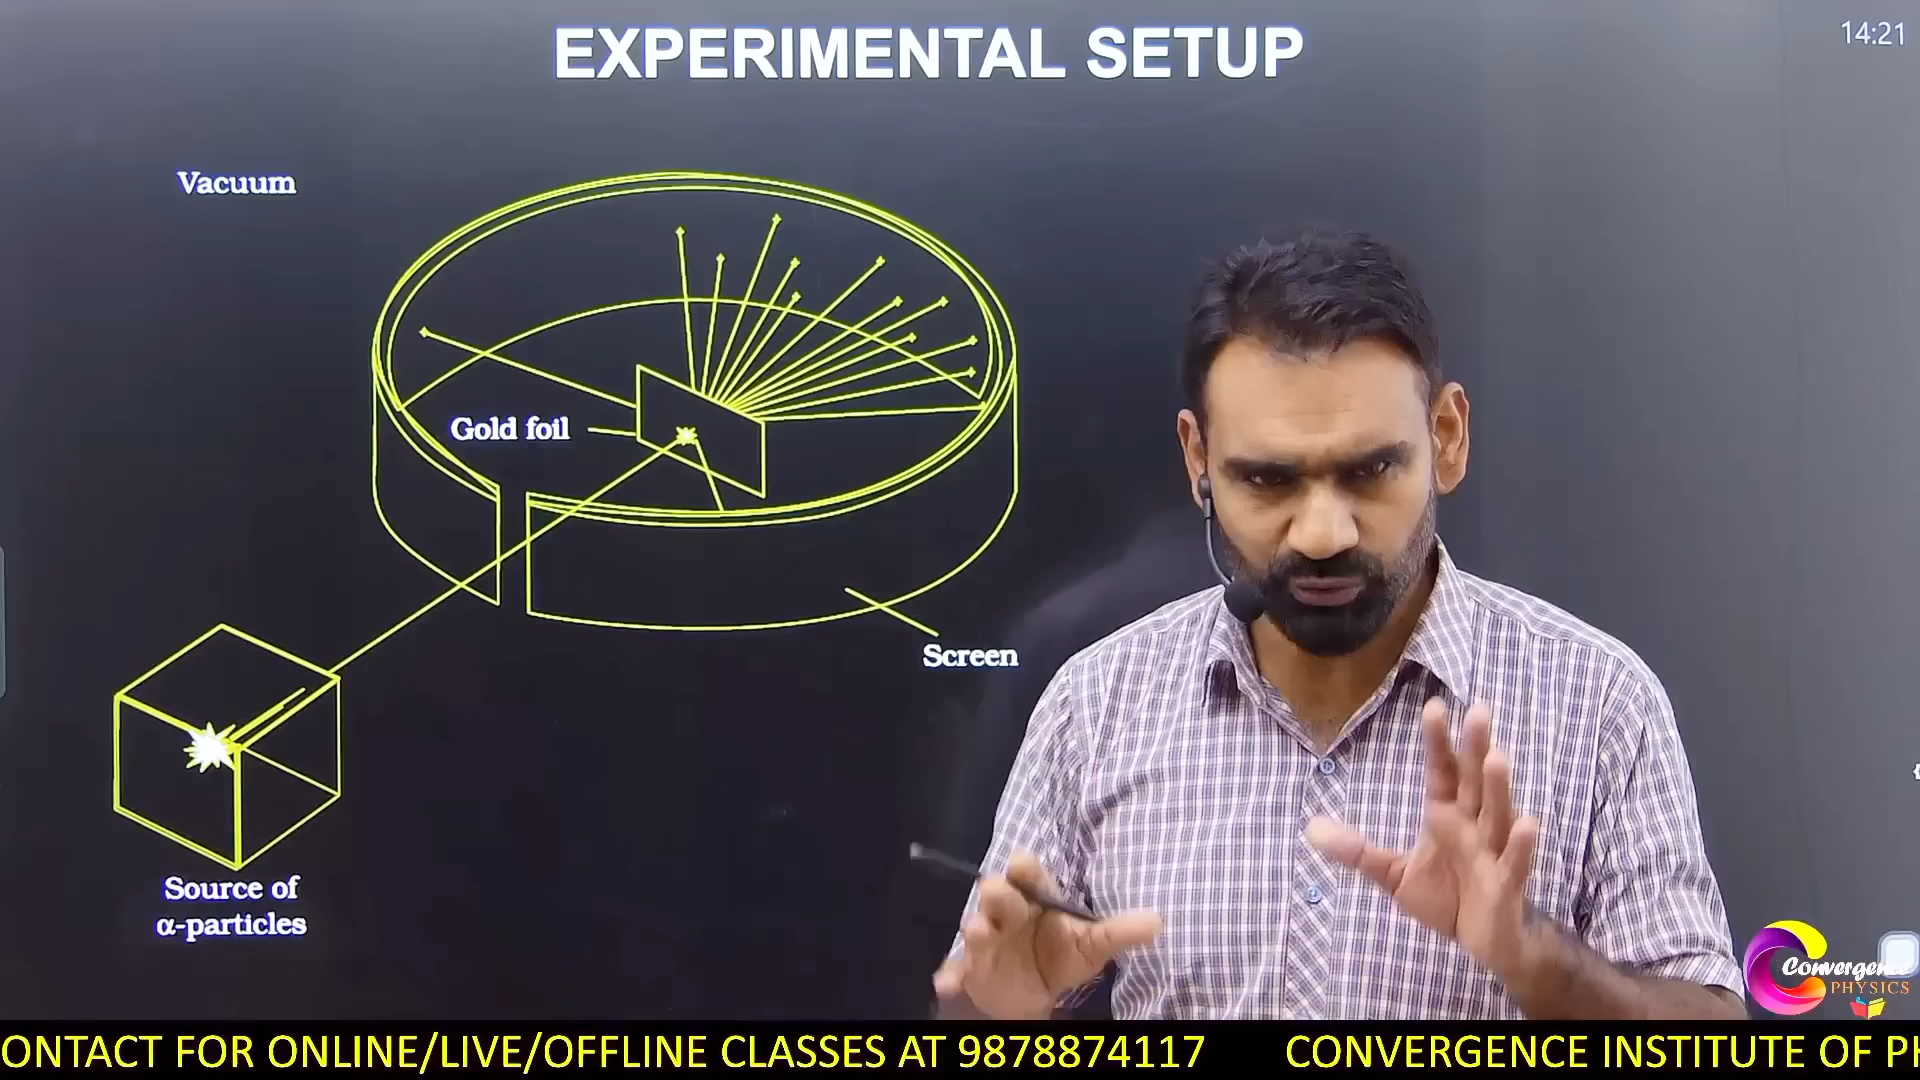 EXPERIMENTAL SETUP
14:21
Vacuum
Gold foil
Screen
Source of
α-particles
Convergence
PHYSICS
ONTACT FOR ONLINE/LIVE/OFFLINE CLASSES AT 9878874117 CONVERGENCE INSTITUTE OF PH